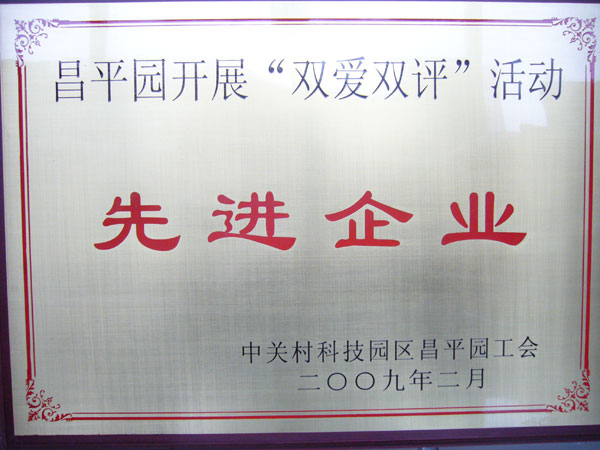 昌平园开展“双爱双评”活动
先进企业
中关村科技园区昌平园工会
二〇〇九年二月